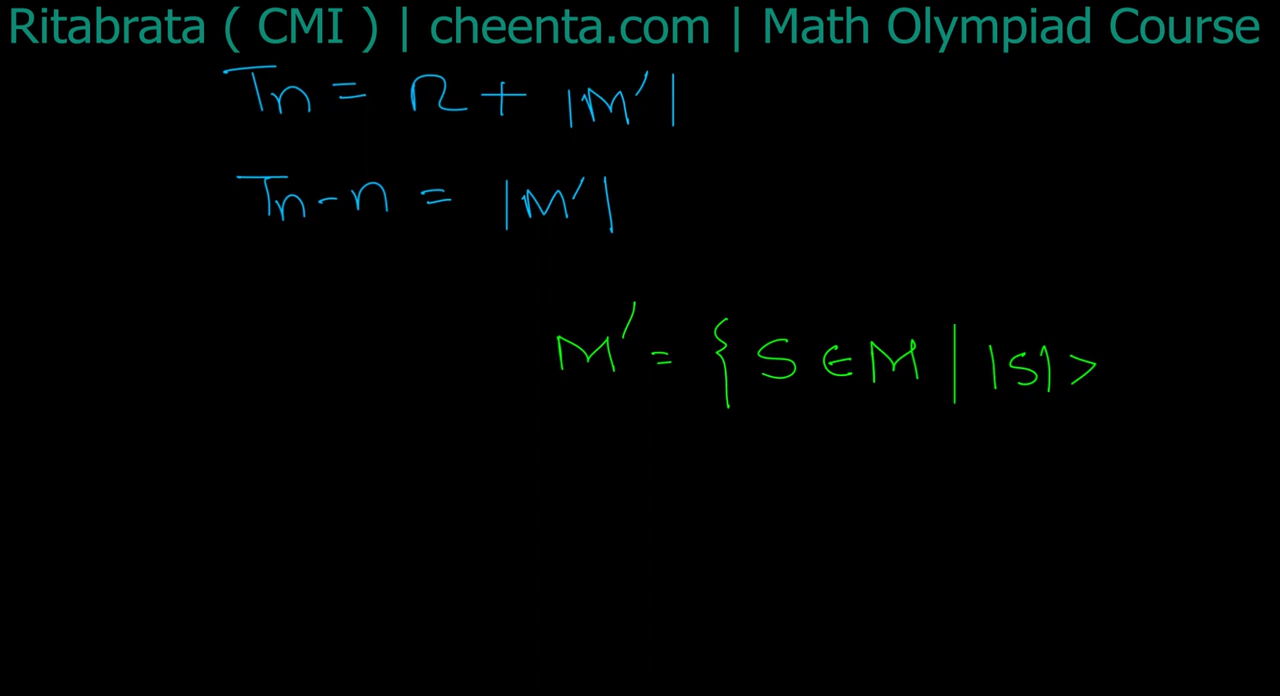 Ritabrata ( CMI ) | cheenta.com | Math Olympiad Course
Tn = n + |M'|
Tn - n = |M'|
M' = { S ∈ M | |S| >